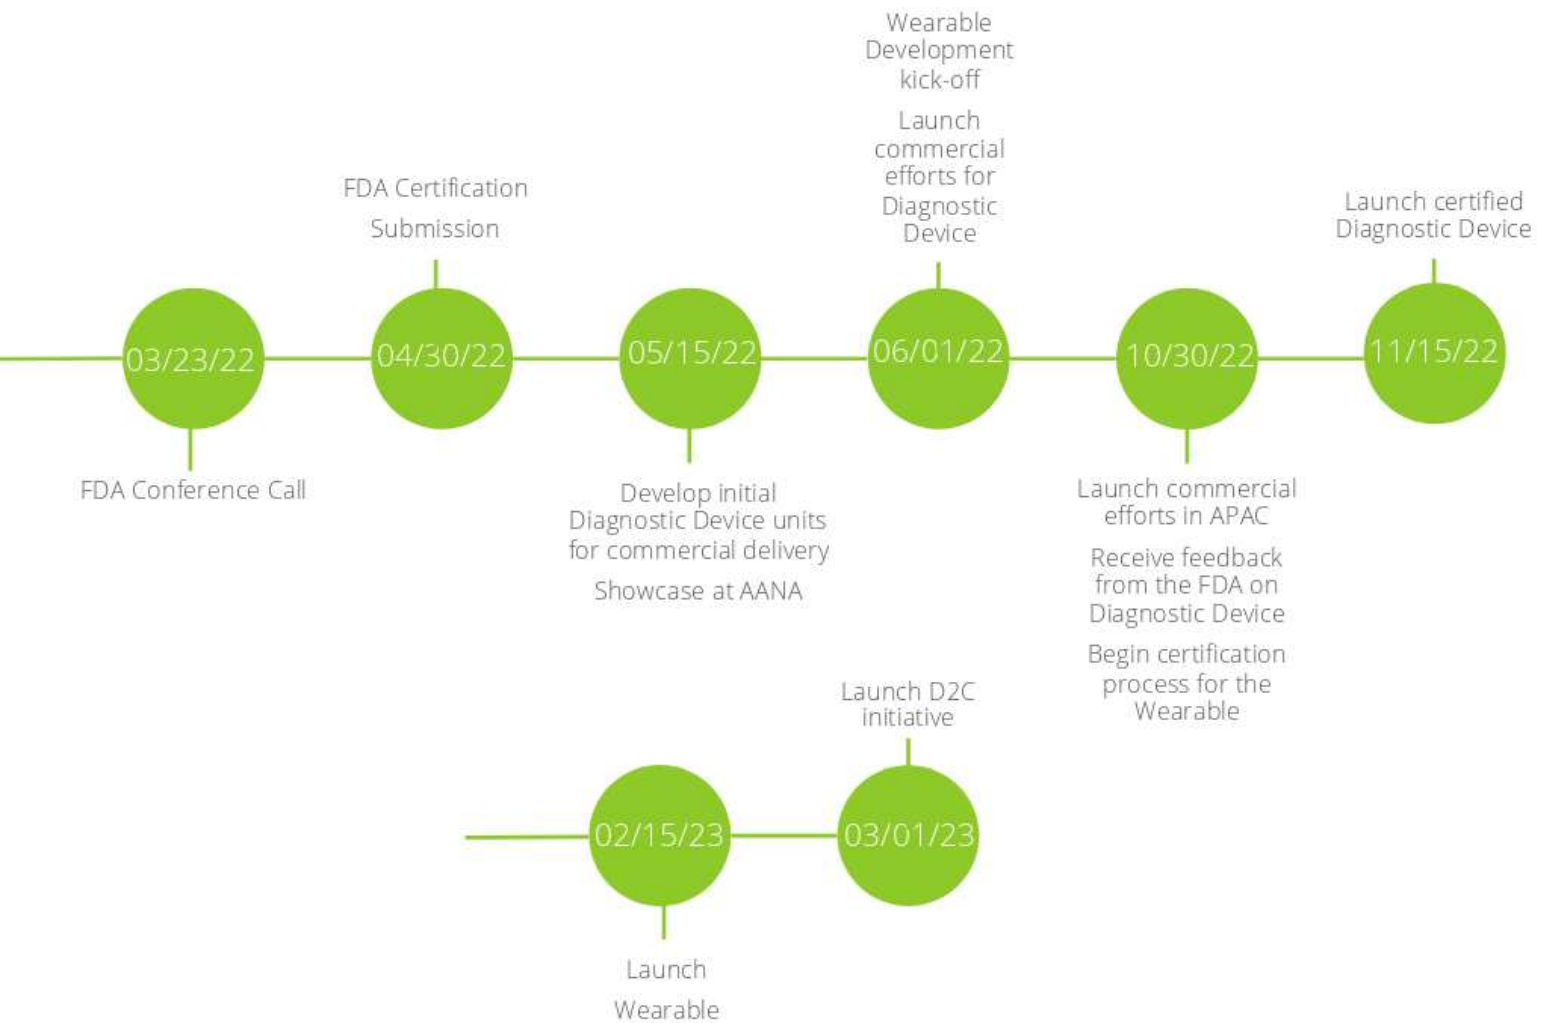 Wearable
Development
kick-off
Launch
commercial
efforts for
Diagnostic
Device
FDA Certification
Submission
Launch certified
Diagnostic Device
03/23/22
04/30/22
05/15/22
06/01/22
10/30/22
11/15/22
FDA Conference Call
Develop initial
Diagnostic Device units
for commercial delivery
Showcase at AANA
Launch commercial
efforts in APAC
Receive feedback
from the FDA on
Diagnostic Device
Begin certification
process for the
Wearable
Launch D2C
initiative
02/15/23
03/01/23
Launch
Wearable